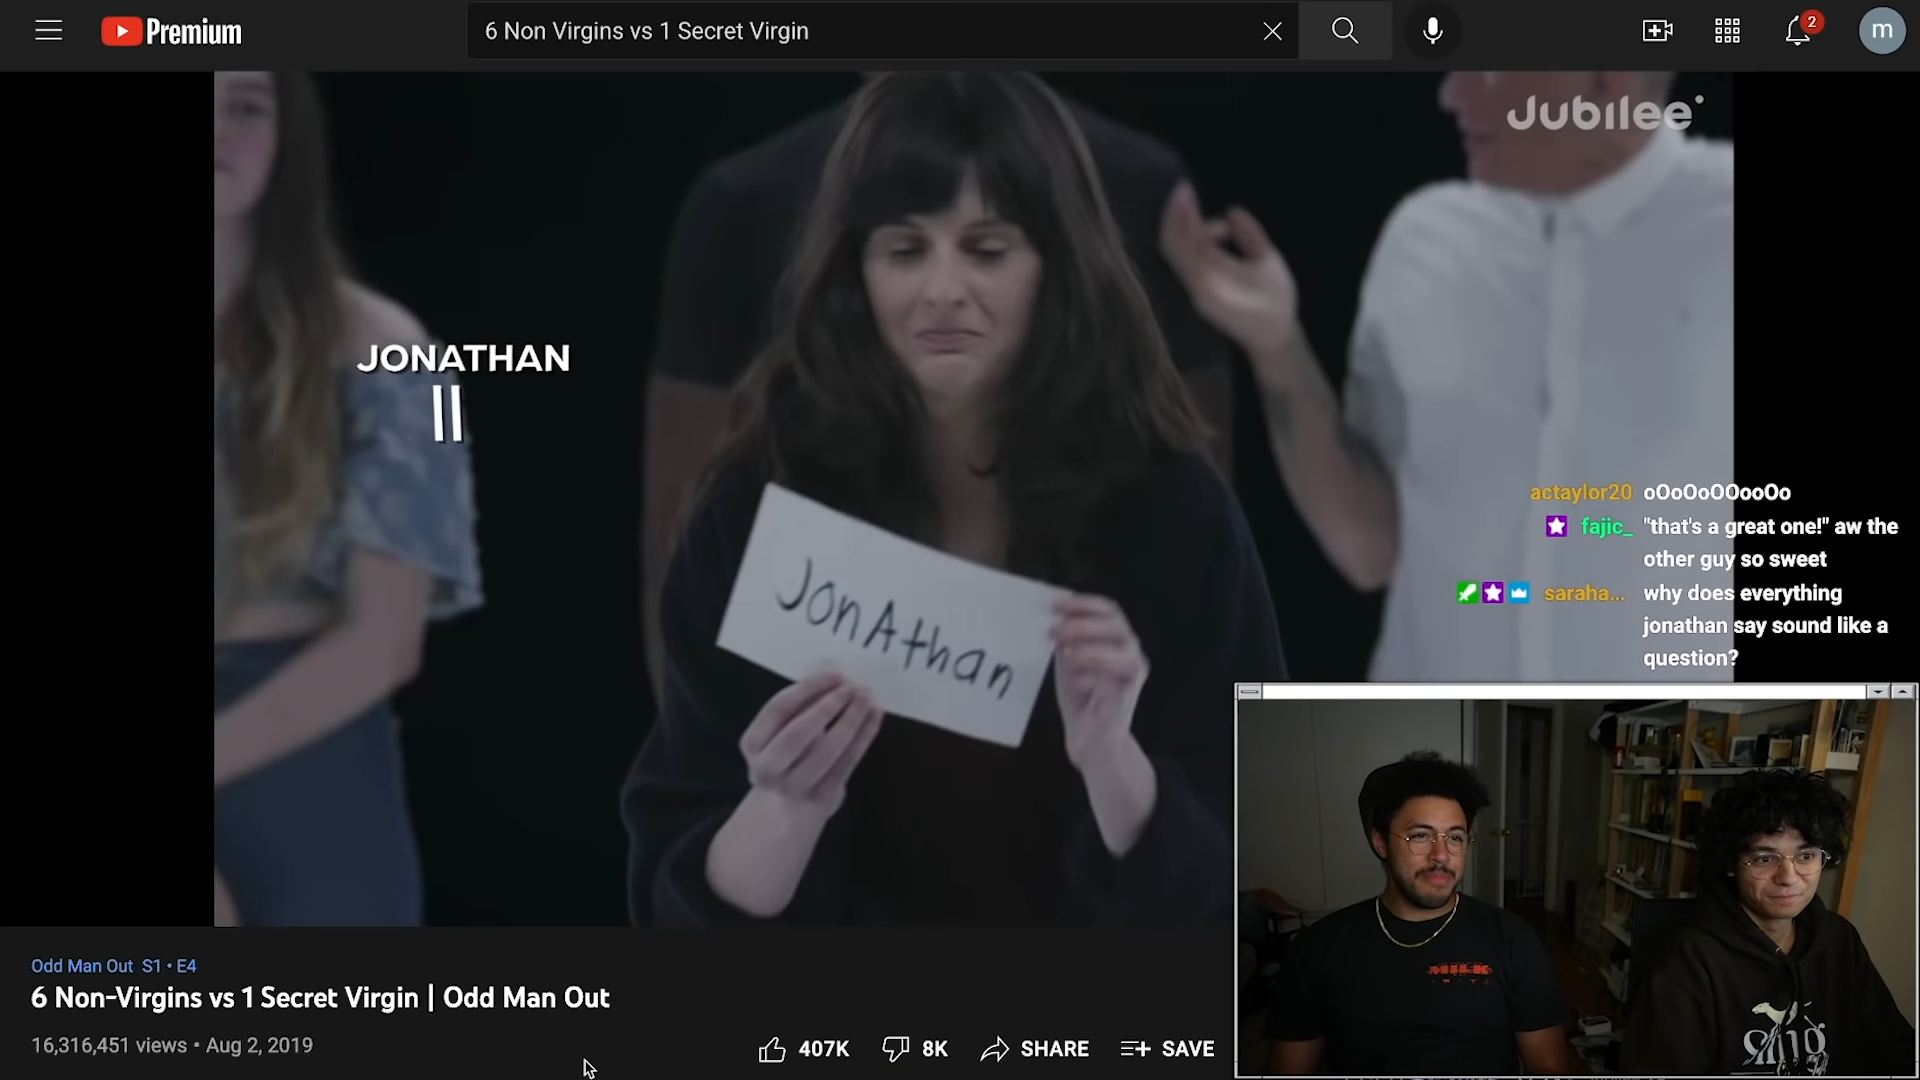 Premium
6 Non Virgins vs 1 Secret Virgin
2
m
Jubilee
JONATHAN
||
JonAthan
actaylor20 oOoOoOOooOo
fajic_ "that's a great one!" aw the
other guy so sweet
saraha... why does everything
jonathan say sound like a
question?
MILK
Odd Man Out S1 • E4
6 Non-Virgins vs 1 Secret Virgin | Odd Man Out
16,316,451 views • Aug 2, 2019
407K
8K
SHARE
SAVE